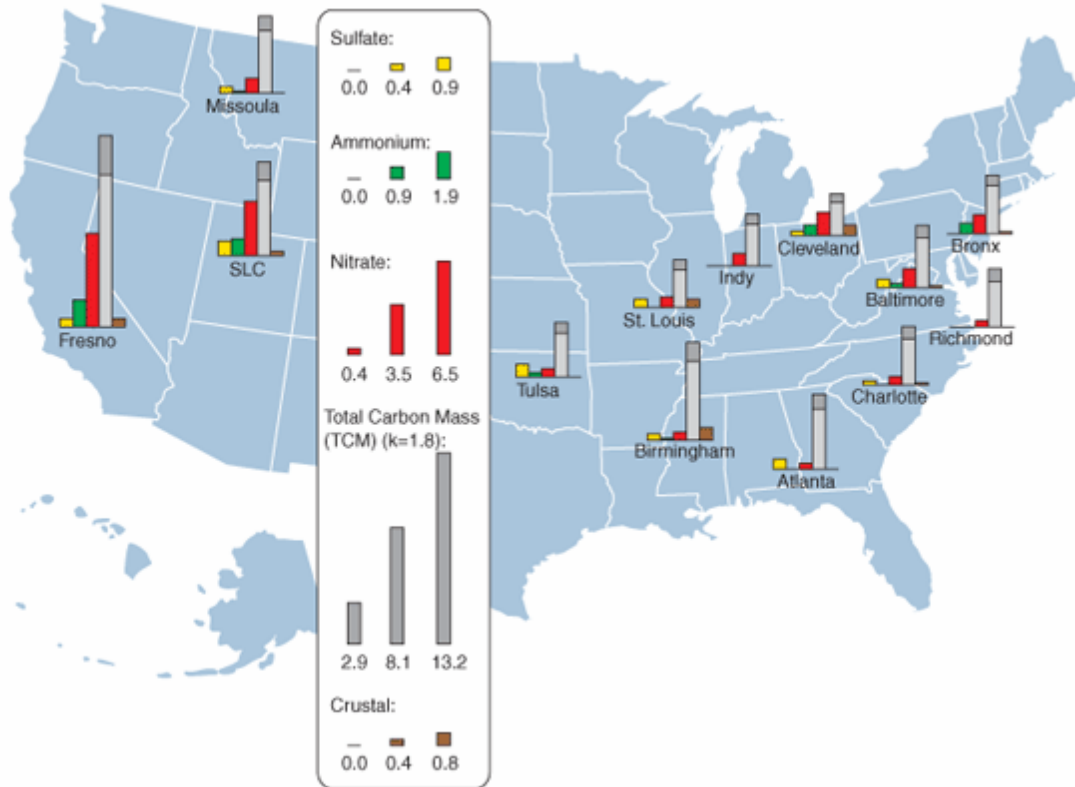 Sulfate:
0.0 0.4 0.9
Ammonium:
0.0 0.9 1.9
Nitrate:
0.4 3.5 6.5
Total Carbon Mass
(TCM) (k=1.8):
2.9 8.1 13.2
Crustal:
0.0 0.4 0.8
Missoula
SLC
Fresno
Tulsa
St. Louis
Indy
Cleveland
Bronx
Baltimore
Richmond
Charlotte
Birmingham
Atlanta